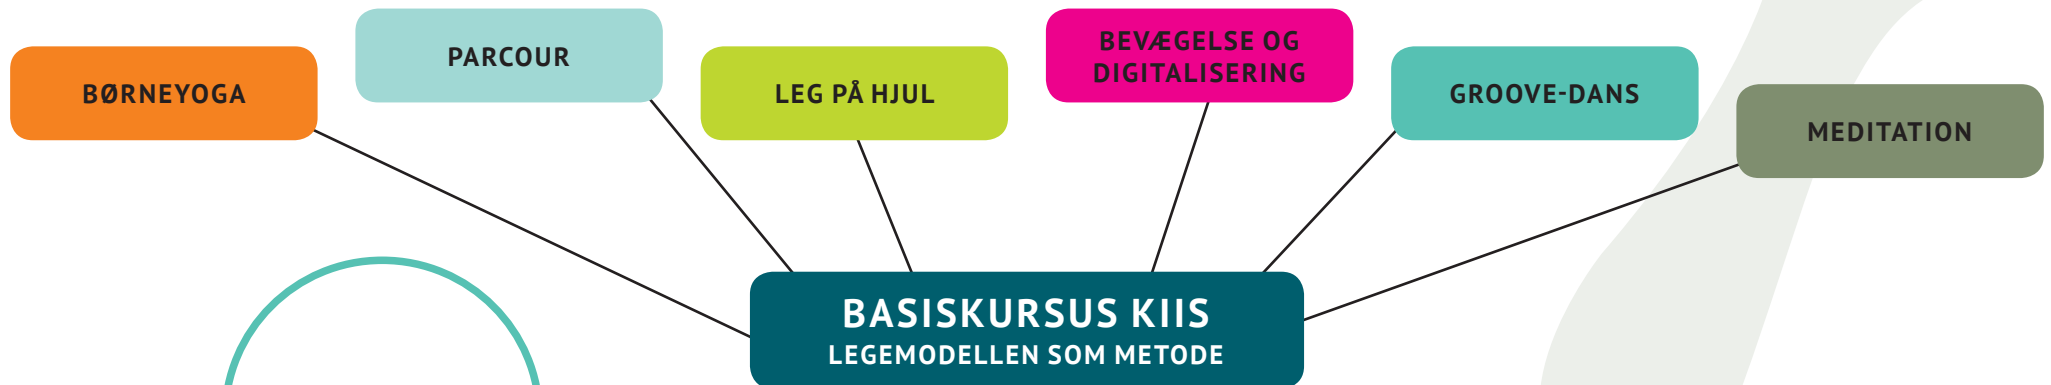 BØRNEYOGA
PARCOUR
LEG PÅ HJUL
BEVÆGELSE OG
DIGITALISERING
GROOVE-DANS
MEDITATION
BASISKURSUS KIIS
LEGEMODELLEN SOM METODE